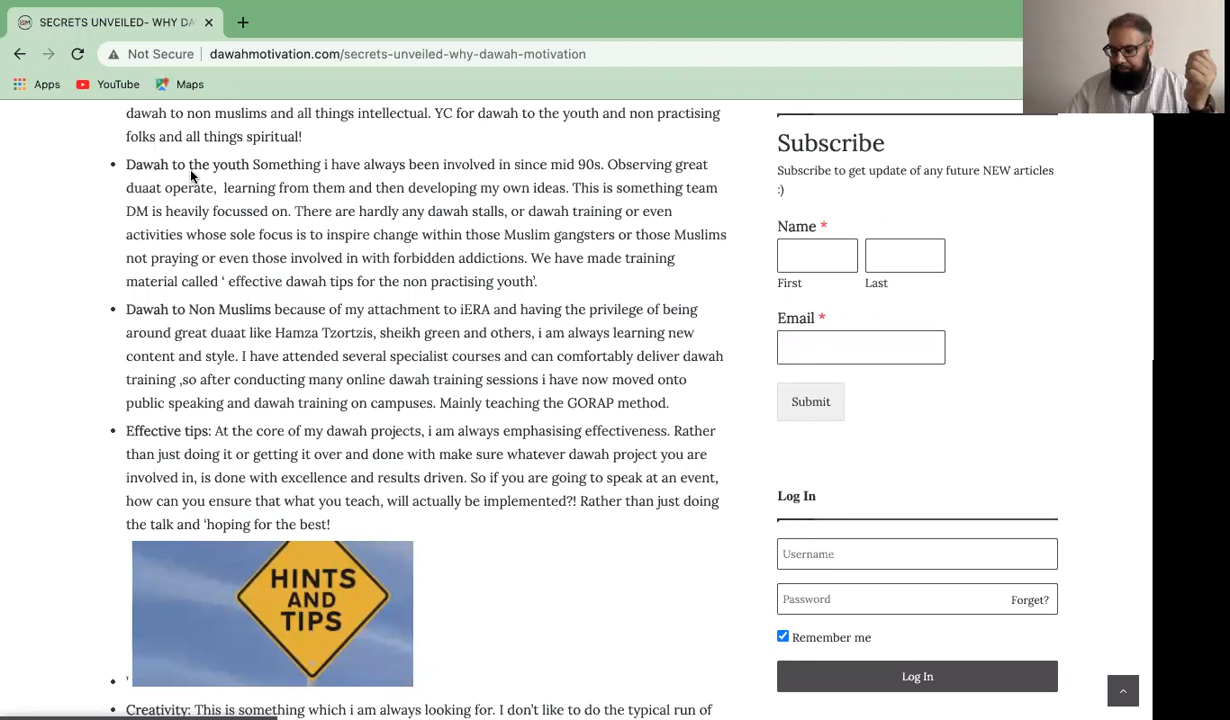 SECRETS UNVEILED- WHY DA
Not Secure
dawahmotivation.com/secrets-unveiled-why-dawah-motivation
Apps
YouTube
Maps
dawah to non muslims and all things intellectual. YC for dawah to the youth and non practising
folks and all things spiritual!
• Dawah to the youth Something i have always been involved in since mid 90s. Observing great
duaat operate, learning from them and then developing my own ideas. This is something team
DM is heavily focussed on. There are hardly any dawah stalls, or dawah training or even
activities whose sole focus is to inspire change within those Muslim gangsters or those Muslims
not praying or even those involved in with forbidden addictions. We have made training
material called ‘ effective dawah tips for the non practising youth’.
• Dawah to Non Muslims because of my attachment to iERA and having the privilege of being
around great duaat like Hamza Tzortzis, sheikh green and others, i am always learning new
content and style. I have attended several specialist courses and can comfortably deliver dawah
training ,so after conducting many online dawah training sessions i have now moved onto
public speaking and dawah training on campuses. Mainly teaching the GORAP method.
• Effective tips: At the core of my dawah projects, i am always emphasising effectiveness. Rather
than just doing it or getting it over and done with make sure whatever dawah project you are
involved in, is done with excellence and results driven. So if you are going to speak at an event,
how can you ensure that what you teach, will actually be implemented?! Rather than just doing
the talk and ‘hoping for the best!
HINTS
AND
TIPS
• ’
• Creativity: This is something which i am always looking for. I don’t like to do the typical run of
Subscribe
Subscribe to get update of any future NEW articles
:)
Name *
First
Last
Email *
Submit
Log In
Username
Password
Forget?
Remember me
Log In